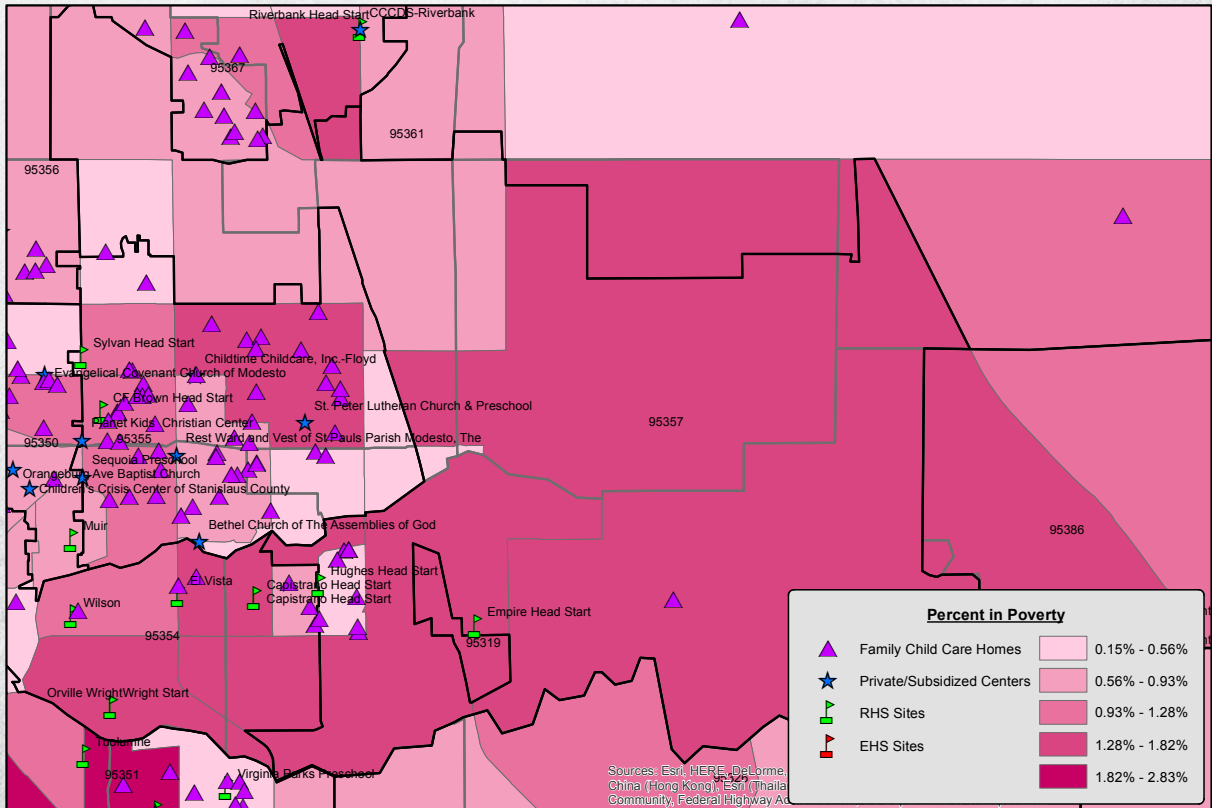 Riverbank Head Start
CCCDS-Riverbank
95367
95361
95356
Sylvan Head Start
Childtime Childcare, Inc.-Floyd
Evangelical Covenant Church of Modesto
CF Brown Head Start
St. Peter Lutheran Church & Preschool
Planet Kids' Christian Center
95357
95350
95355
Rest Ward and Vest of St Pauls Parish Modesto, The
Sequoia Preschool
Orangeburg Ave Baptist Church
Children's Crisis Center of Stanislaus County
Muir
Bethel Church of The Assemblies of God
95386
Hughes Head Start
El Vista
Capistrano Head Start
Capistrano Head Start
Wilson
Empire Head Start
95354
95319
Orville WrightWright Start
Tuolumne
95351
Virginia Parks Preschool
Percent in Poverty
Family Child Care Homes
0.15% - 0.56%
Private/Subsidized Centers
0.56% - 0.93%
RHS Sites
0.93% - 1.28%
EHS Sites
1.28% - 1.82%
1.82% - 2.83%
Sources: Esri, HERE, DeLorme,
China (Hong Kong), Esri (Thaila
Community, Federal Highway Ad